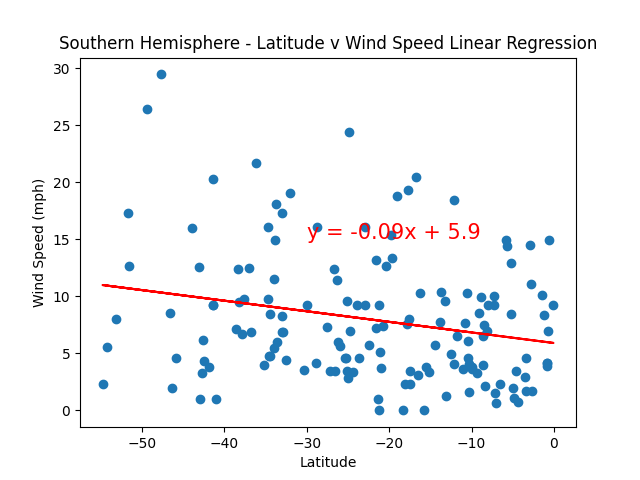 Southern Hemisphere - Latitude v Wind Speed Linear Regression
30
25
20
15
10
5
0
Wind Speed (mph)
y = -0.09x + 5.9
−50 −40 −30 −20 −10 0
Latitude